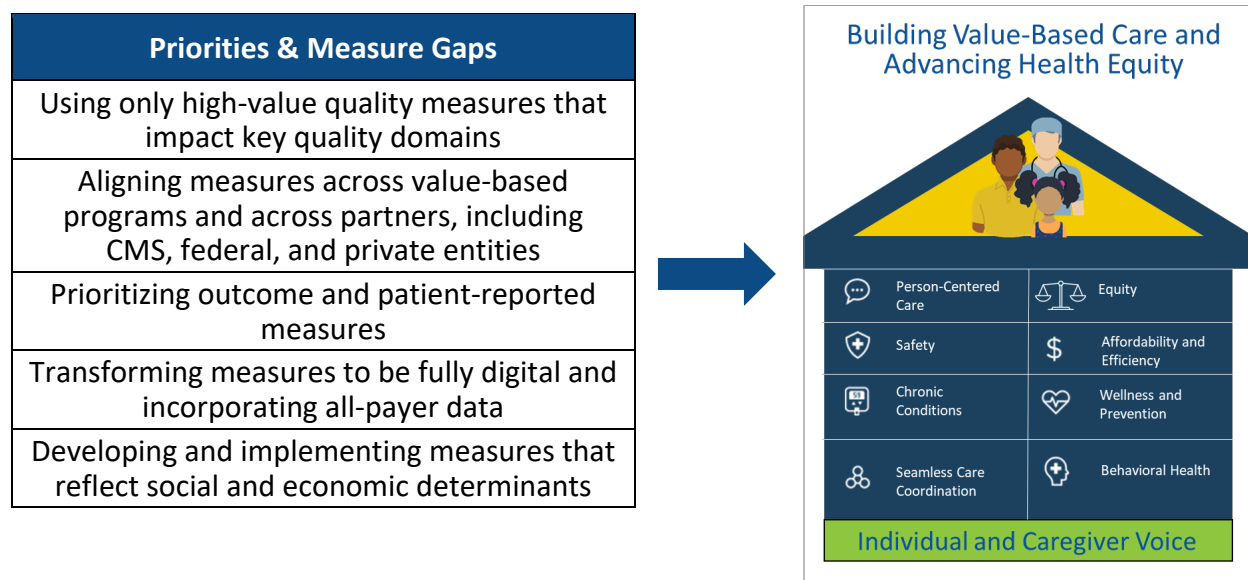 Priorities & Measure Gaps
Using only high-value quality measures that
impact key quality domains
Aligning measures across value-based
programs and across partners, including
CMS, federal, and private entities
Prioritizing outcome and patient-reported
measures
Transforming measures to be fully digital and
incorporating all-payer data
Developing and implementing measures that
reflect social and economic determinants
Building Value-Based Care and
Advancing Health Equity
Person-Centered
Care
Equity
Safety
$
Affordability and
Efficiency
Chronic
Conditions
Wellness and
Prevention
Seamless Care
Coordination
Behavioral Health
Individual and Caregiver Voice